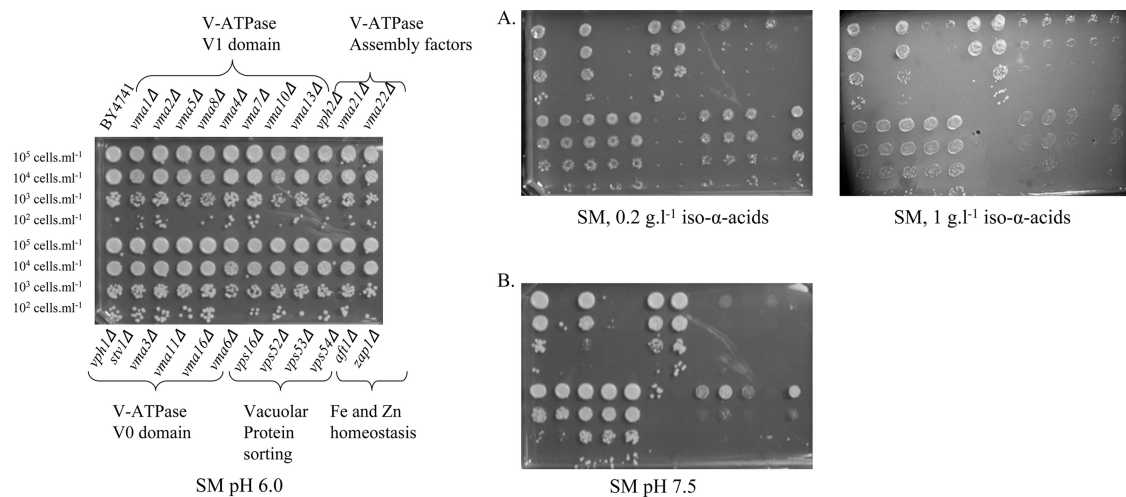 V-ATPase
V1 domain
V-ATPase
Assembly factors
BY4741
vma1Δ
vma2Δ
vma5Δ
vma8Δ
vma4Δ
vma7Δ
vma10Δ
vma13Δ
vph2Δ
vma21Δ
vma22Δ
10⁵ cells.ml⁻¹
10⁴ cells.ml⁻¹
10³ cells.ml⁻¹
10² cells.ml⁻¹
10⁵ cells.ml⁻¹
10⁴ cells.ml⁻¹
10³ cells.ml⁻¹
10² cells.ml⁻¹
vph1Δ
stv1Δ
vma3Δ
vma11Δ
vma16Δ
vma6Δ
vps16Δ
vps52Δ
vps53Δ
vps54Δ
aft1Δ
zap1Δ
V-ATPase
V0 domain
Vacuolar
Protein
sorting
Fe and Zn
homeostasis
SM pH 6.0
A.
SM, 0.2 g.l⁻¹ iso-α-acids
SM, 1 g.l⁻¹ iso-α-acids
B.
SM pH 7.5